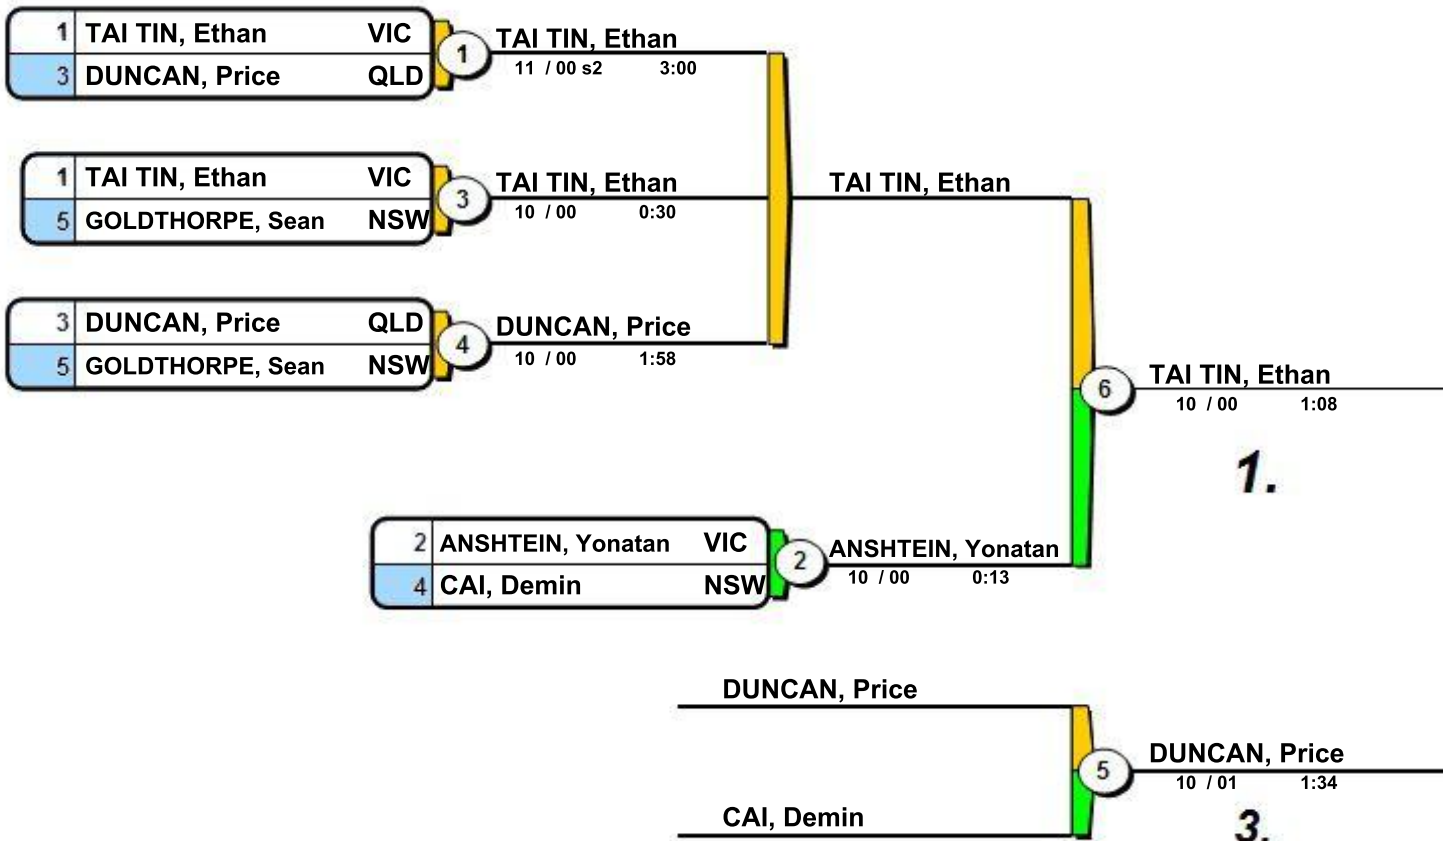 1 TAI TIN, Ethan VIC
3 DUNCAN, Price QLD
1
TAI TIN, Ethan
11 / 00 s2 3:00
1 TAI TIN, Ethan VIC
5 GOLDTHORPE, Sean NSW
3
TAI TIN, Ethan
10 / 00 0:30
TAI TIN, Ethan
3 DUNCAN, Price QLD
5 GOLDTHORPE, Sean NSW
4
DUNCAN, Price
10 / 00 1:58
6
TAI TIN, Ethan
10 / 00 1:08
1.
2 ANSHTEIN, Yonatan VIC
4 CAI, Demin NSW
2
ANSHTEIN, Yonatan
10 / 00 0:13
DUNCAN, Price
CAI, Demin
5
DUNCAN, Price
10 / 01 1:34
3.